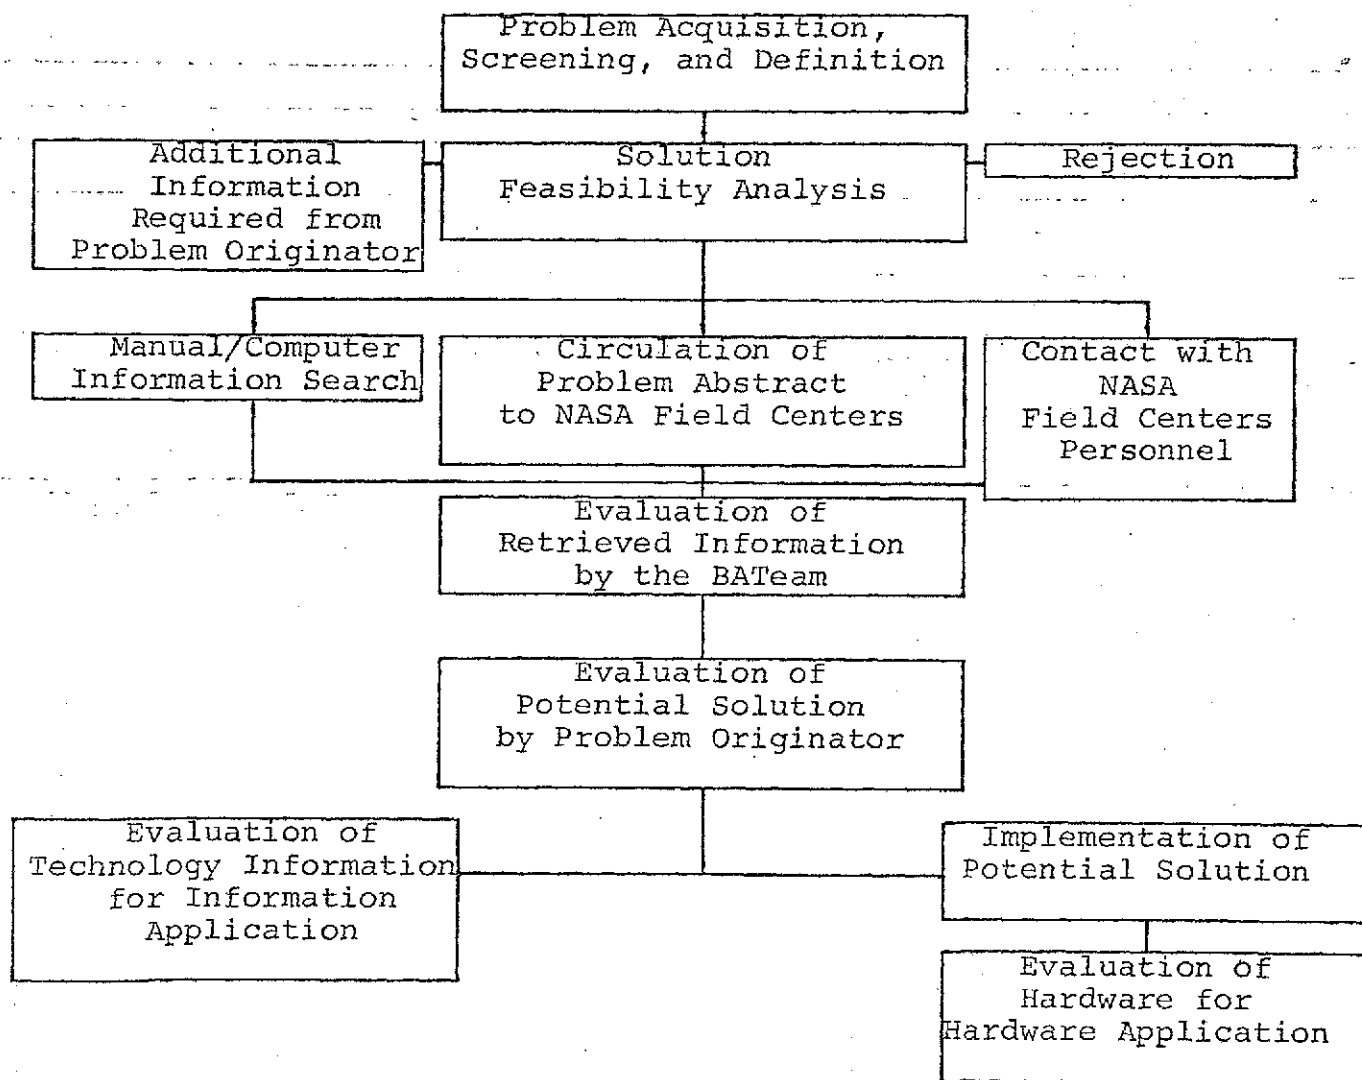 Problem Acquisition,
Screening, and Definition
Additional
Information
Required from
Problem Originator
Solution
Feasibility Analysis
Rejection
Manual/Computer
Information Search
Circulation of
Problem Abstract
to NASA Field Centers
Contact with
NASA
Field Centers
Personnel
Evaluation of
Retrieved Information
by the BATeam
Evaluation of
Potential Solution
by Problem Originator
Evaluation of
Technology Information
for Information
Application
Implementation of
Potential Solution
Evaluation of
Hardware for
Hardware Application